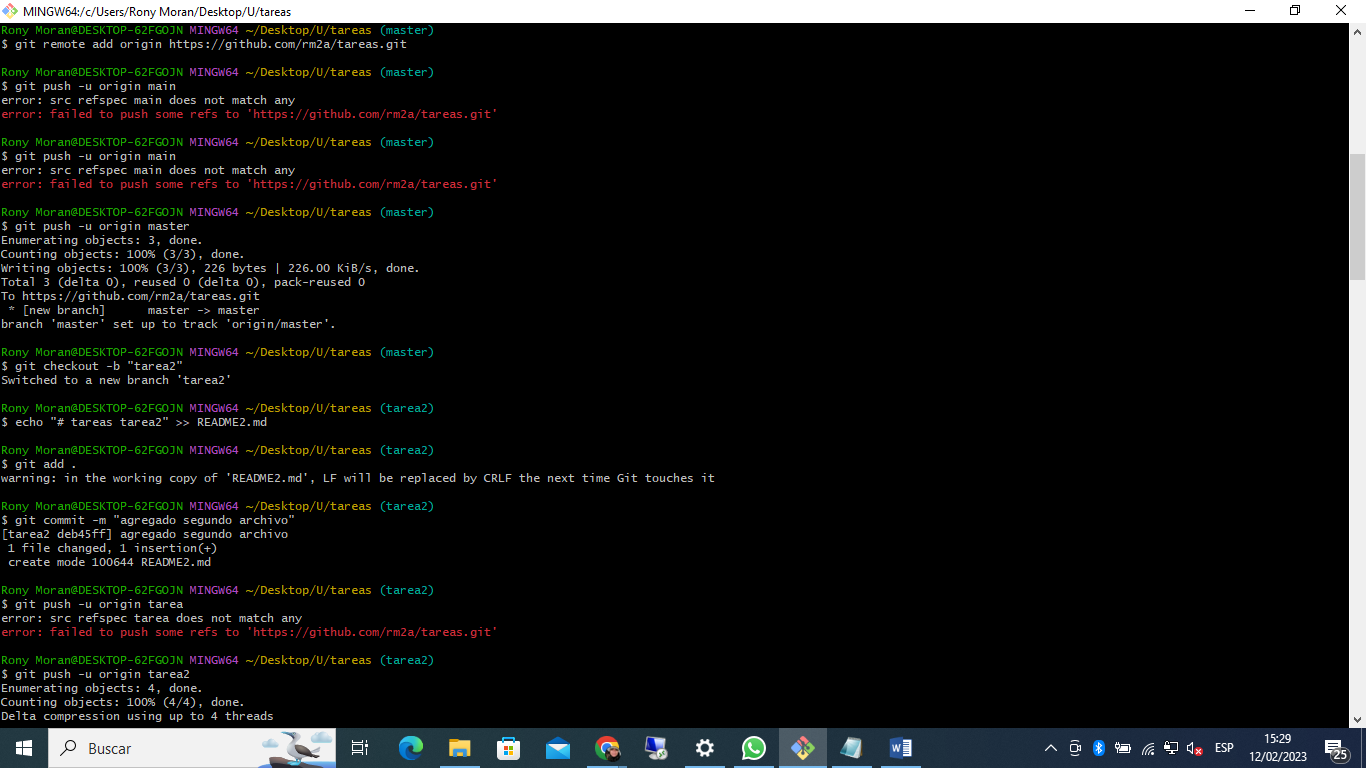 MINGW64:/c/Users/Rony Moran/Desktop/U/tareas
Rony Moran@DESKTOP-62FGOJN MINGW64 ~/Desktop/U/tareas (master)
$ git remote add origin https://github.com/rm2a/tareas.git
Rony Moran@DESKTOP-62FGOJN MINGW64 ~/Desktop/U/tareas (master)
$ git push -u origin main
error: src refspec main does not match any
error: failed to push some refs to 'https://github.com/rm2a/tareas.git'
Rony Moran@DESKTOP-62FGOJN MINGW64 ~/Desktop/U/tareas (master)
$ git push -u origin main
error: src refspec main does not match any
error: failed to push some refs to 'https://github.com/rm2a/tareas.git'
Rony Moran@DESKTOP-62FGOJN MINGW64 ~/Desktop/U/tareas (master)
$ git push -u origin master
Enumerating objects: 3, done.
Counting objects: 100% (3/3), done.
Writing objects: 100% (3/3), 226 bytes | 226.00 KiB/s, done.
Total 3 (delta 0), reused 0 (delta 0), pack-reused 0
To https://github.com/rm2a/tareas.git
 * [new branch]      master -> master
branch 'master' set up to track 'origin/master'.
Rony Moran@DESKTOP-62FGOJN MINGW64 ~/Desktop/U/tareas (master)
$ git checkout -b "tarea2"
Switched to a new branch 'tarea2'
Rony Moran@DESKTOP-62FGOJN MINGW64 ~/Desktop/U/tareas (tarea2)
$ echo "# tareas tarea2" >> README2.md
Rony Moran@DESKTOP-62FGOJN MINGW64 ~/Desktop/U/tareas (tarea2)
$ git add .
warning: in the working copy of 'README2.md', LF will be replaced by CRLF the next time Git touches it
Rony Moran@DESKTOP-62FGOJN MINGW64 ~/Desktop/U/tareas (tarea2)
$ git commit -m "agregado segundo archivo"
[tarea2 deb45ff] agregado segundo archivo
 1 file changed, 1 insertion(+)
 create mode 100644 README2.md
Rony Moran@DESKTOP-62FGOJN MINGW64 ~/Desktop/U/tareas (tarea2)
$ git push -u origin tarea
error: src refspec tarea does not match any
error: failed to push some refs to 'https://github.com/rm2a/tareas.git'
Rony Moran@DESKTOP-62FGOJN MINGW64 ~/Desktop/U/tareas (tarea2)
$ git push -u origin tarea2
Enumerating objects: 4, done.
Counting objects: 100% (4/4), done.
Delta compression using up to 4 threads
Buscar
ESP
15:29
12/02/2023
25